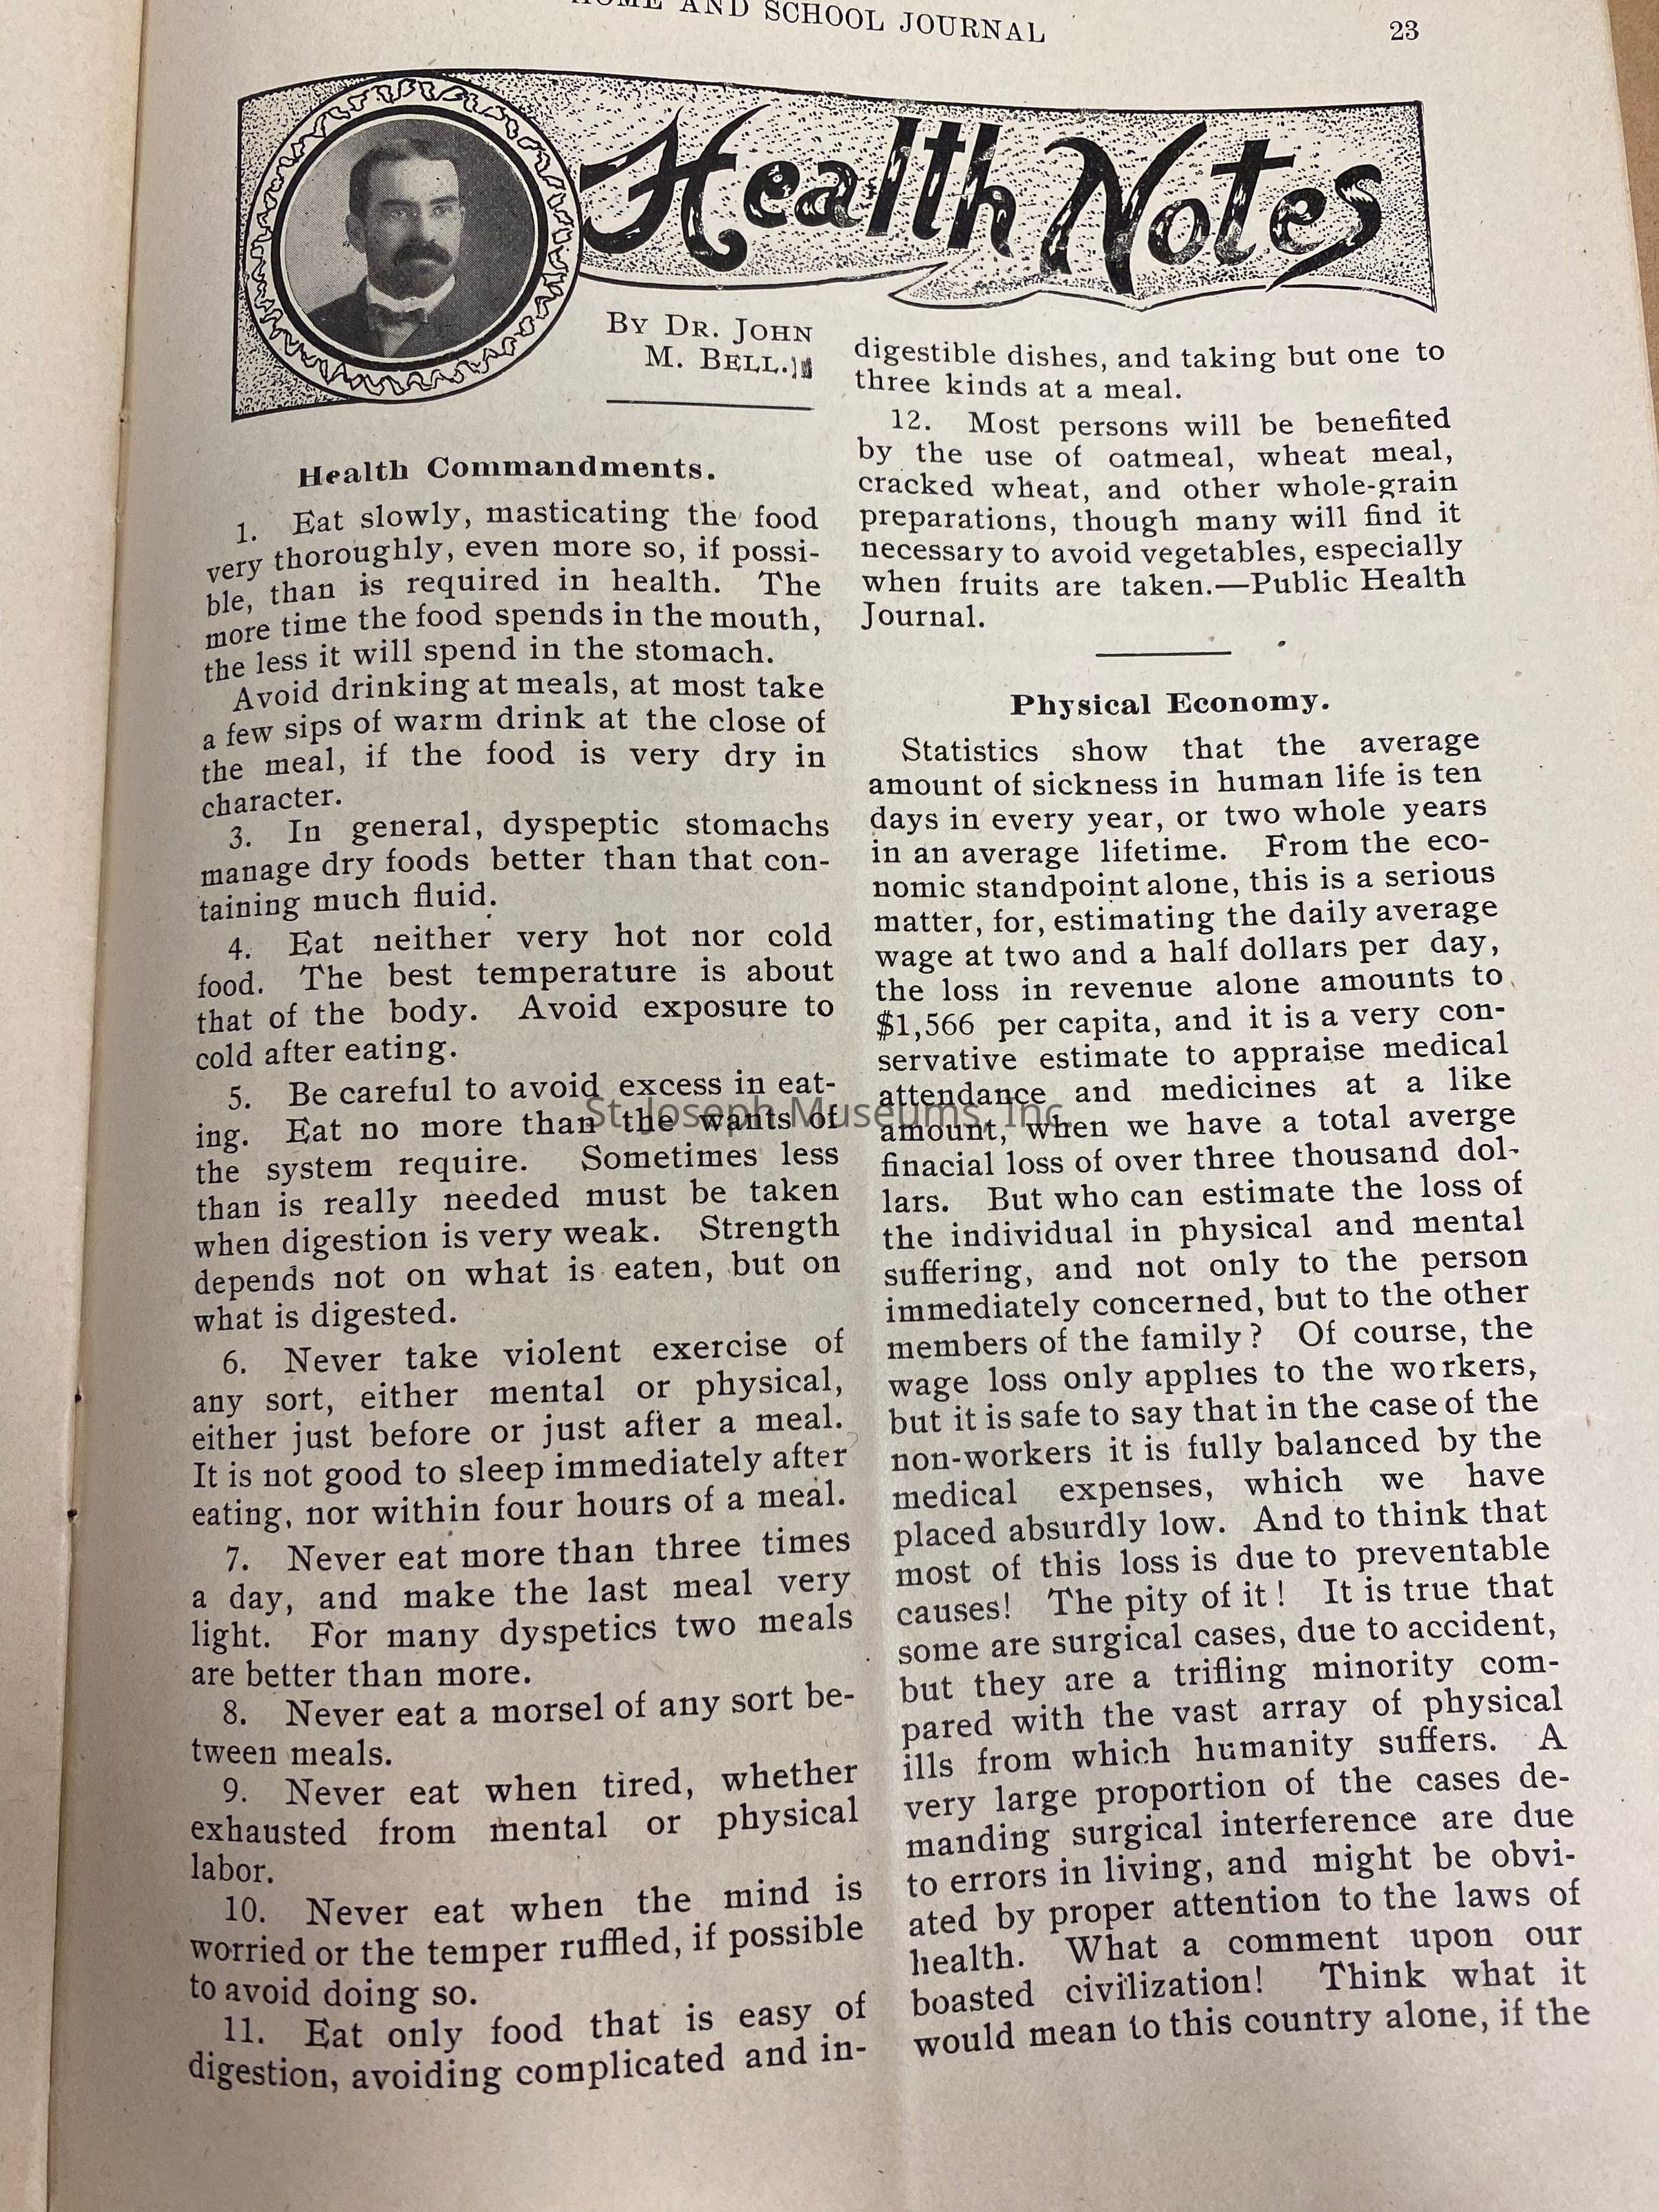 HOME AND SCHOOL JOURNAL
23
Health Notes
By Dr. John
M. Bell.
Health Commandments.
1. Eat slowly, masticating the food
very thoroughly, even more so, if possi-
ble, than is required in health. The
more time the food spends in the mouth,
the less it will spend in the stomach.
Avoid drinking at meals, at most take
a few sips of warm drink at the close of
the meal, if the food is very dry in
character.
3. In general, dyspeptic stomachs
manage dry foods better than that con-
taining much fluid.
4. Eat neither very hot nor cold
food. The best temperature is about
that of the body. Avoid exposure to
cold after eating.
5. Be careful to avoid excess in eat-
ing. Eat no more than the wants of
the system require. Sometimes less
than is really needed must be taken
when digestion is very weak. Strength
depends not on what is eaten, but on
what is digested.
6. Never take violent exercise of
any sort, either mental or physical,
either just before or just after a meal.
It is not good to sleep immediately after
eating, nor within four hours of a meal.
7. Never eat more than three times
a day, and make the last meal very
light. For many dyspetics two meals
are better than more.
8. Never eat a morsel of any sort be-
tween meals.
9. Never eat when tired, whether
exhausted from mental or physical
labor.
10. Never eat when the mind is
worried or the temper ruffled, if possible
to avoid doing so.
11. Eat only food that is easy of
digestion, avoiding complicated and in-
digestible dishes, and taking but one to
three kinds at a meal.
12. Most persons will be benefited
by the use of oatmeal, wheat meal,
cracked wheat, and other whole-grain
preparations, though many will find it
necessary to avoid vegetables, especially
when fruits are taken.—Public Health
Journal.
Physical Economy.
Statistics show that the average
amount of sickness in human life is ten
days in every year, or two whole years
in an average lifetime. From the eco-
nomic standpoint alone, this is a serious
matter, for, estimating the daily average
wage at two and a half dollars per day,
the loss in revenue alone amounts to
$1,566 per capita, and it is a very con-
servative estimate to appraise medical
attendance and medicines at a like
amount, when we have a total averge
finacial loss of over three thousand dol-
lars. But who can estimate the loss of
the individual in physical and mental
suffering, and not only to the person
immediately concerned, but to the other
members of the family? Of course, the
wage loss only applies to the workers,
but it is safe to say that in the case of the
non-workers it is fully balanced by the
medical expenses, which we have
placed absurdly low. And to think that
most of this loss is due to preventable
causes! The pity of it! It is true that
some are surgical cases, due to accident,
but they are a trifling minority com-
pared with the vast array of physical
ills from which humanity suffers. A
very large proportion of the cases de-
manding surgical interference are due
to errors in living, and might be obvi-
ated by proper attention to the laws of
health. What a comment upon our
boasted civilization! Think what it
would mean to this country alone, if the
St. Joseph Museums, Inc.